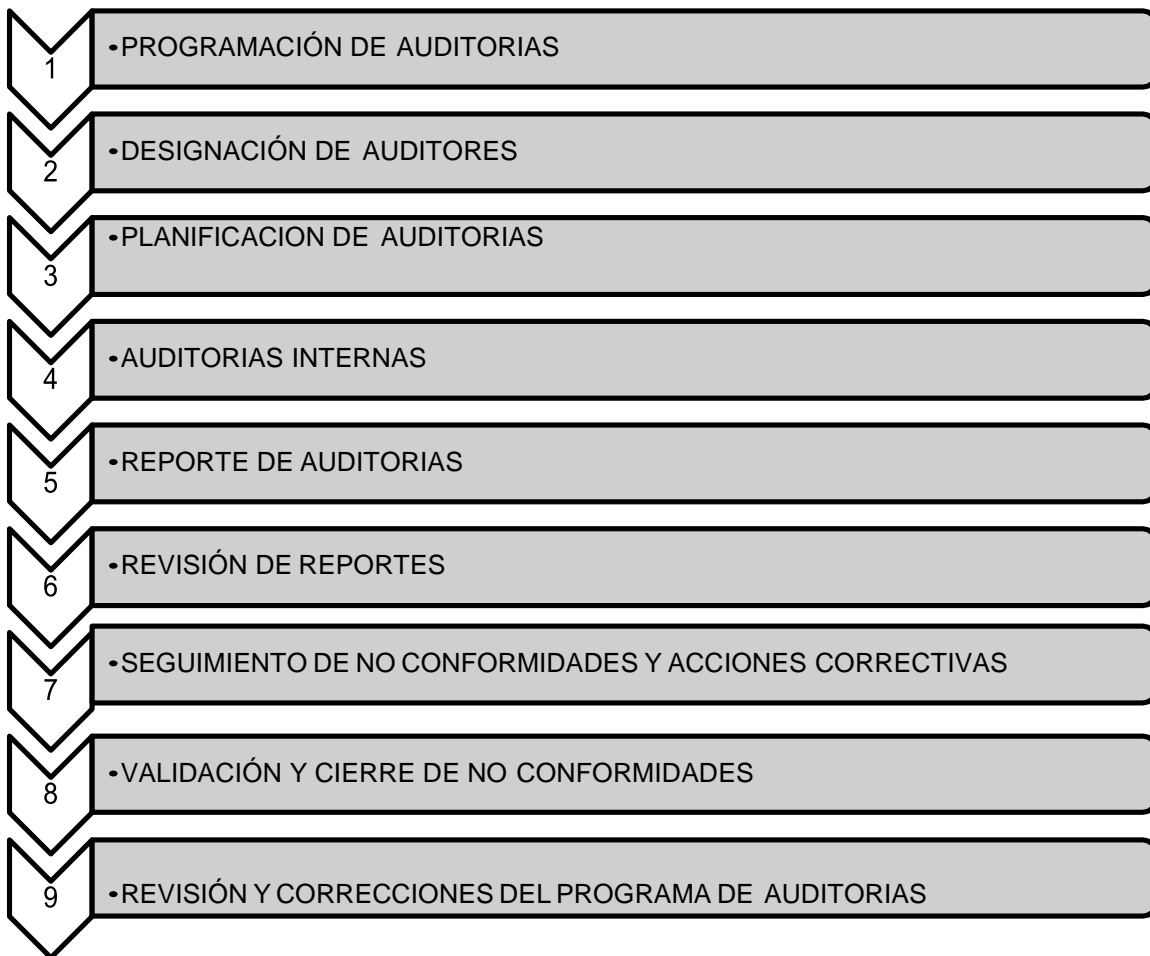 1
•PROGRAMACIÓN DE AUDITORIAS
2
•DESIGNACIÓN DE AUDITORES
3
•PLANIFICACION DE AUDITORIAS
4
•AUDITORIAS INTERNAS
5
•REPORTE DE AUDITORIAS
6
•REVISIÓN DE REPORTES
7
•SEGUIMIENTO DE NO CONFORMIDADES Y ACCIONES CORRECTIVAS
8
•VALIDACIÓN Y CIERRE DE NO CONFORMIDADES
9
•REVISIÓN Y CORRECCIONES DEL PROGRAMA DE AUDITORIAS